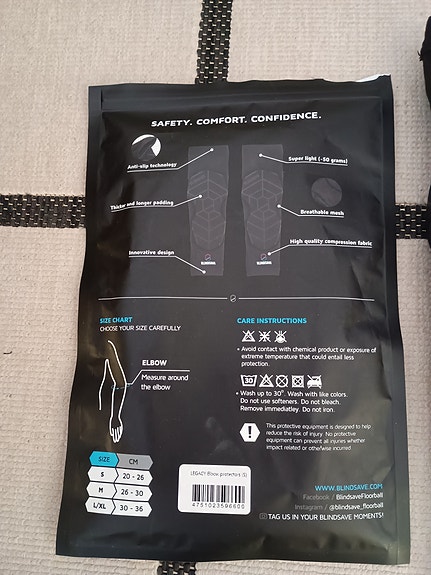 SAFETY. COMFORT. CONFIDENCE.
Anti-slip technology
Super light (~50 grams)
Thicker and longer padding
Breathable mesh
Innovative design
High quality compression fabric
BLINDSAVE
BLINDSAVE
SIZE CHART
CHOOSE YOUR SIZE CAREFULLY
ELBOW
Measure around
the elbow
SIZE CM
S 20 - 26
M 26 - 30
L/XL 30 - 36
CARE INSTRUCTIONS
• Avoid contact with chemical product or exposure of
extreme temperature that could entail less
protection.
30
• Wash up to 30°. Wash with like colors.
Do not use softeners. Do not bleach.
Remove immediatley. Do not iron.
!
This protective equipment is designed to help
reduce the risk of injury. No protective
equipment can prevent all injuries whether
impact related or othe/wise incurred.
LEGACY Elbow protectors (S)
4751023596800
WWW.BLINDSAVE.COM
Facebook / BlindsaveFloorball
Instagram / @blindsave_floorball
TAG US IN YOUR BLINDSAVE MOMENTS!